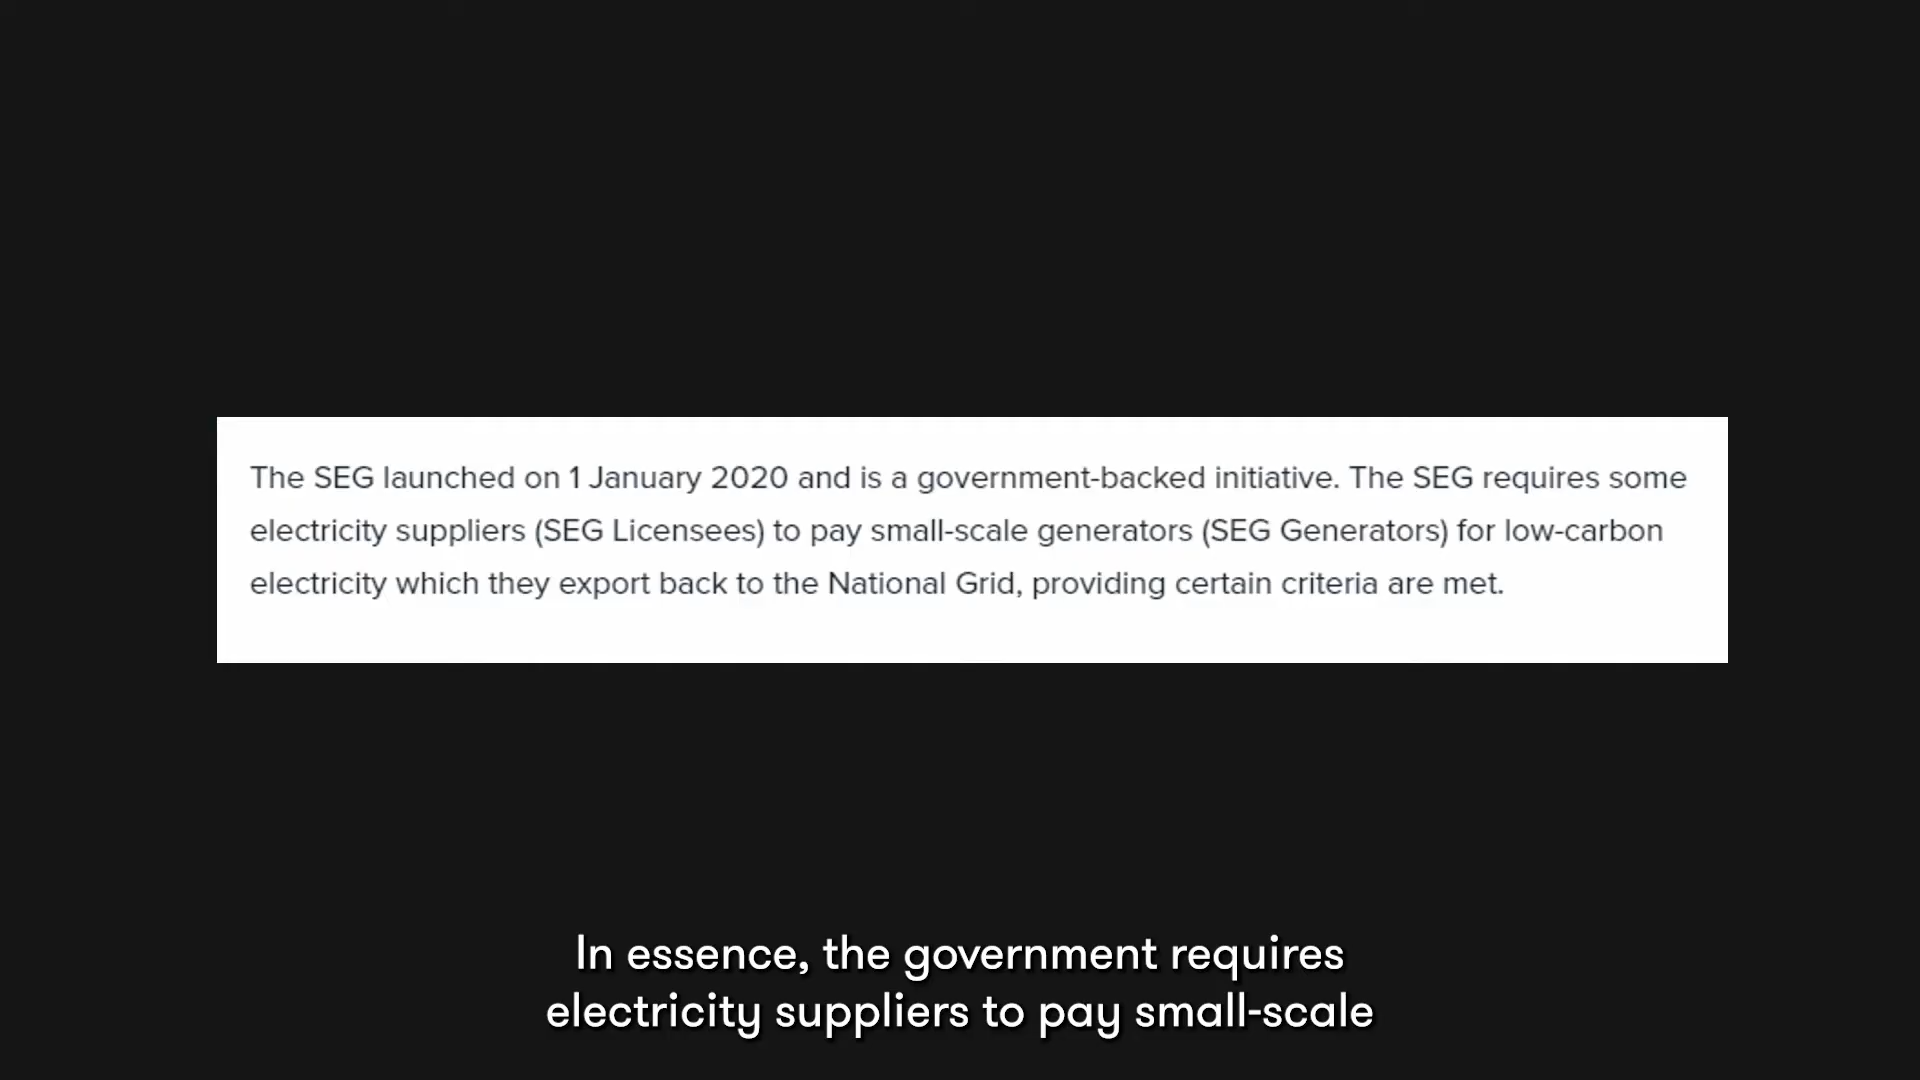 The SEG launched on 1 January 2020 and is a government-backed initiative. The SEG requires some
electricity suppliers (SEG Licensees) to pay small-scale generators (SEG Generators) for low-carbon
electricity which they export back to the National Grid, providing certain criteria are met.
In essence, the government requires
electricity suppliers to pay small-scale